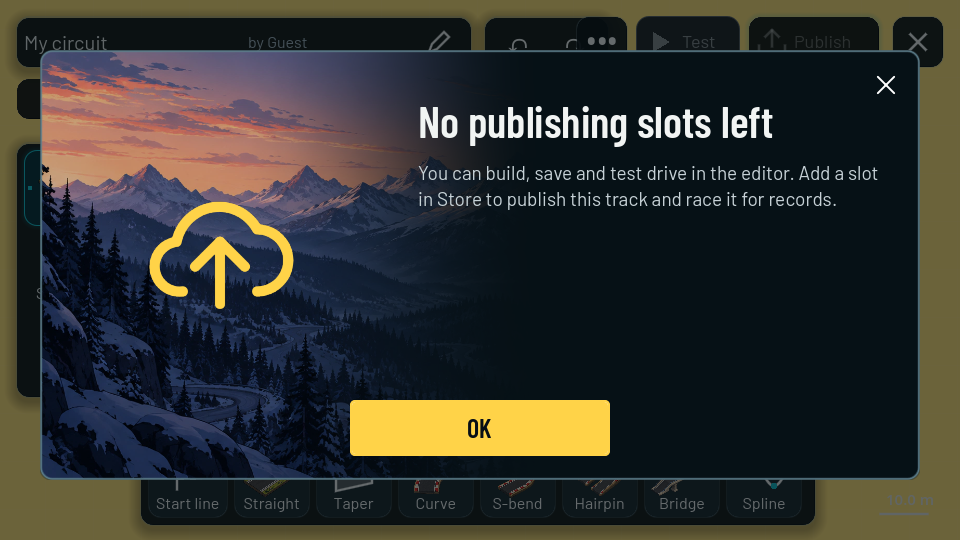 My circuit
by Guest
Test
Publish
No publishing slots left
You can build, save and test drive in the editor. Add a slot
in Store to publish this track and race it for records.
OK
Start line
Straight
Taper
Curve
S-bend
Hairpin
Bridge
Spline